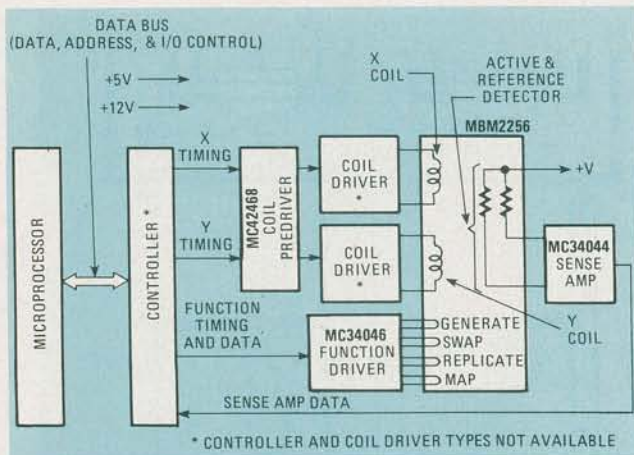 DATA BUS
(DATA, ADDRESS, & I/O CONTROL)
+5V
+12V
X
COIL
ACTIVE &
REFERENCE
DETECTOR
MBM2256
X
TIMING
Y
TIMING
MICROPROCESSOR
CONTROLLER*
MC42468
COIL
PREDRIVER
COIL
DRIVER
*
COIL
DRIVER
*
+V
MC34044
SENSE
AMP
Y
COIL
FUNCTION
TIMING
AND DATA
MC34046
FUNCTION
DRIVER
GENERATE
SWAP
REPLICATE
MAP
SENSE AMP DATA
* CONTROLLER AND COIL DRIVER TYPES NOT AVAILABLE